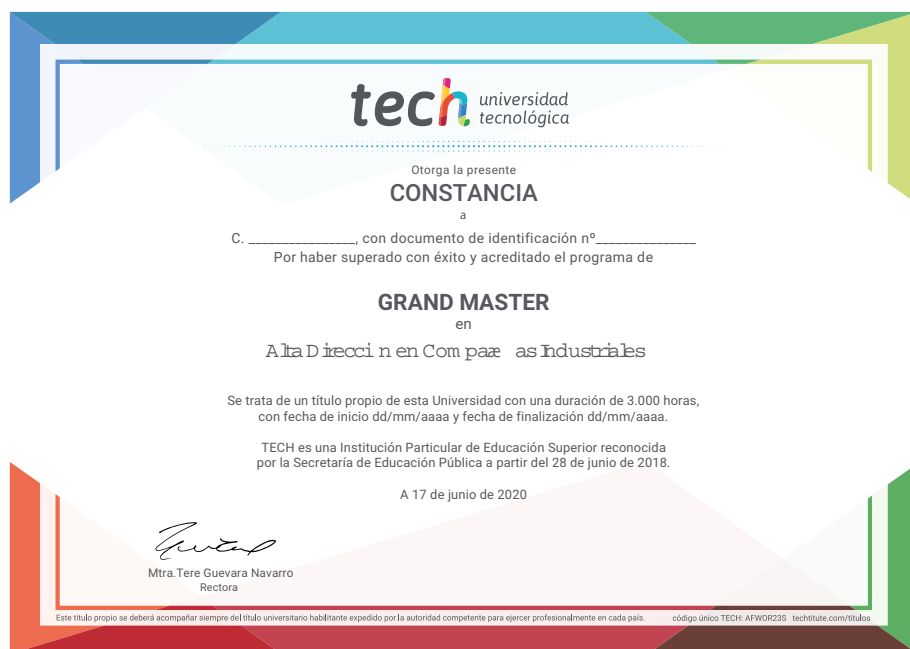 tech universidad
tecnológica
Otorga la presente
CONSTANCIA
a
C. ________________, con documento de identificación nº_______________
Por haber superado con éxito y acreditado el programa de
GRAND MASTER
en
Alta Direcci n en Compaæ as Industriales
Se trata de un título propio de esta Universidad con una duración de 3.000 horas,
con fecha de inicio dd/mm/aaaa y fecha de finalización dd/mm/aaaa.
TECH es una Institución Particular de Educación Superior reconocida
por la Secretaría de Educación Pública a partir del 28 de junio de 2018.
A 17 de junio de 2020
Mtra.Tere Guevara Navarro
Rectora
Este título propio se deberá acompañar siempre del título universitario habilitante expedido por la autoridad competente para ejercer profesionalmente en cada país. código único TECH: AFWOR23S techtitute.com/titulos